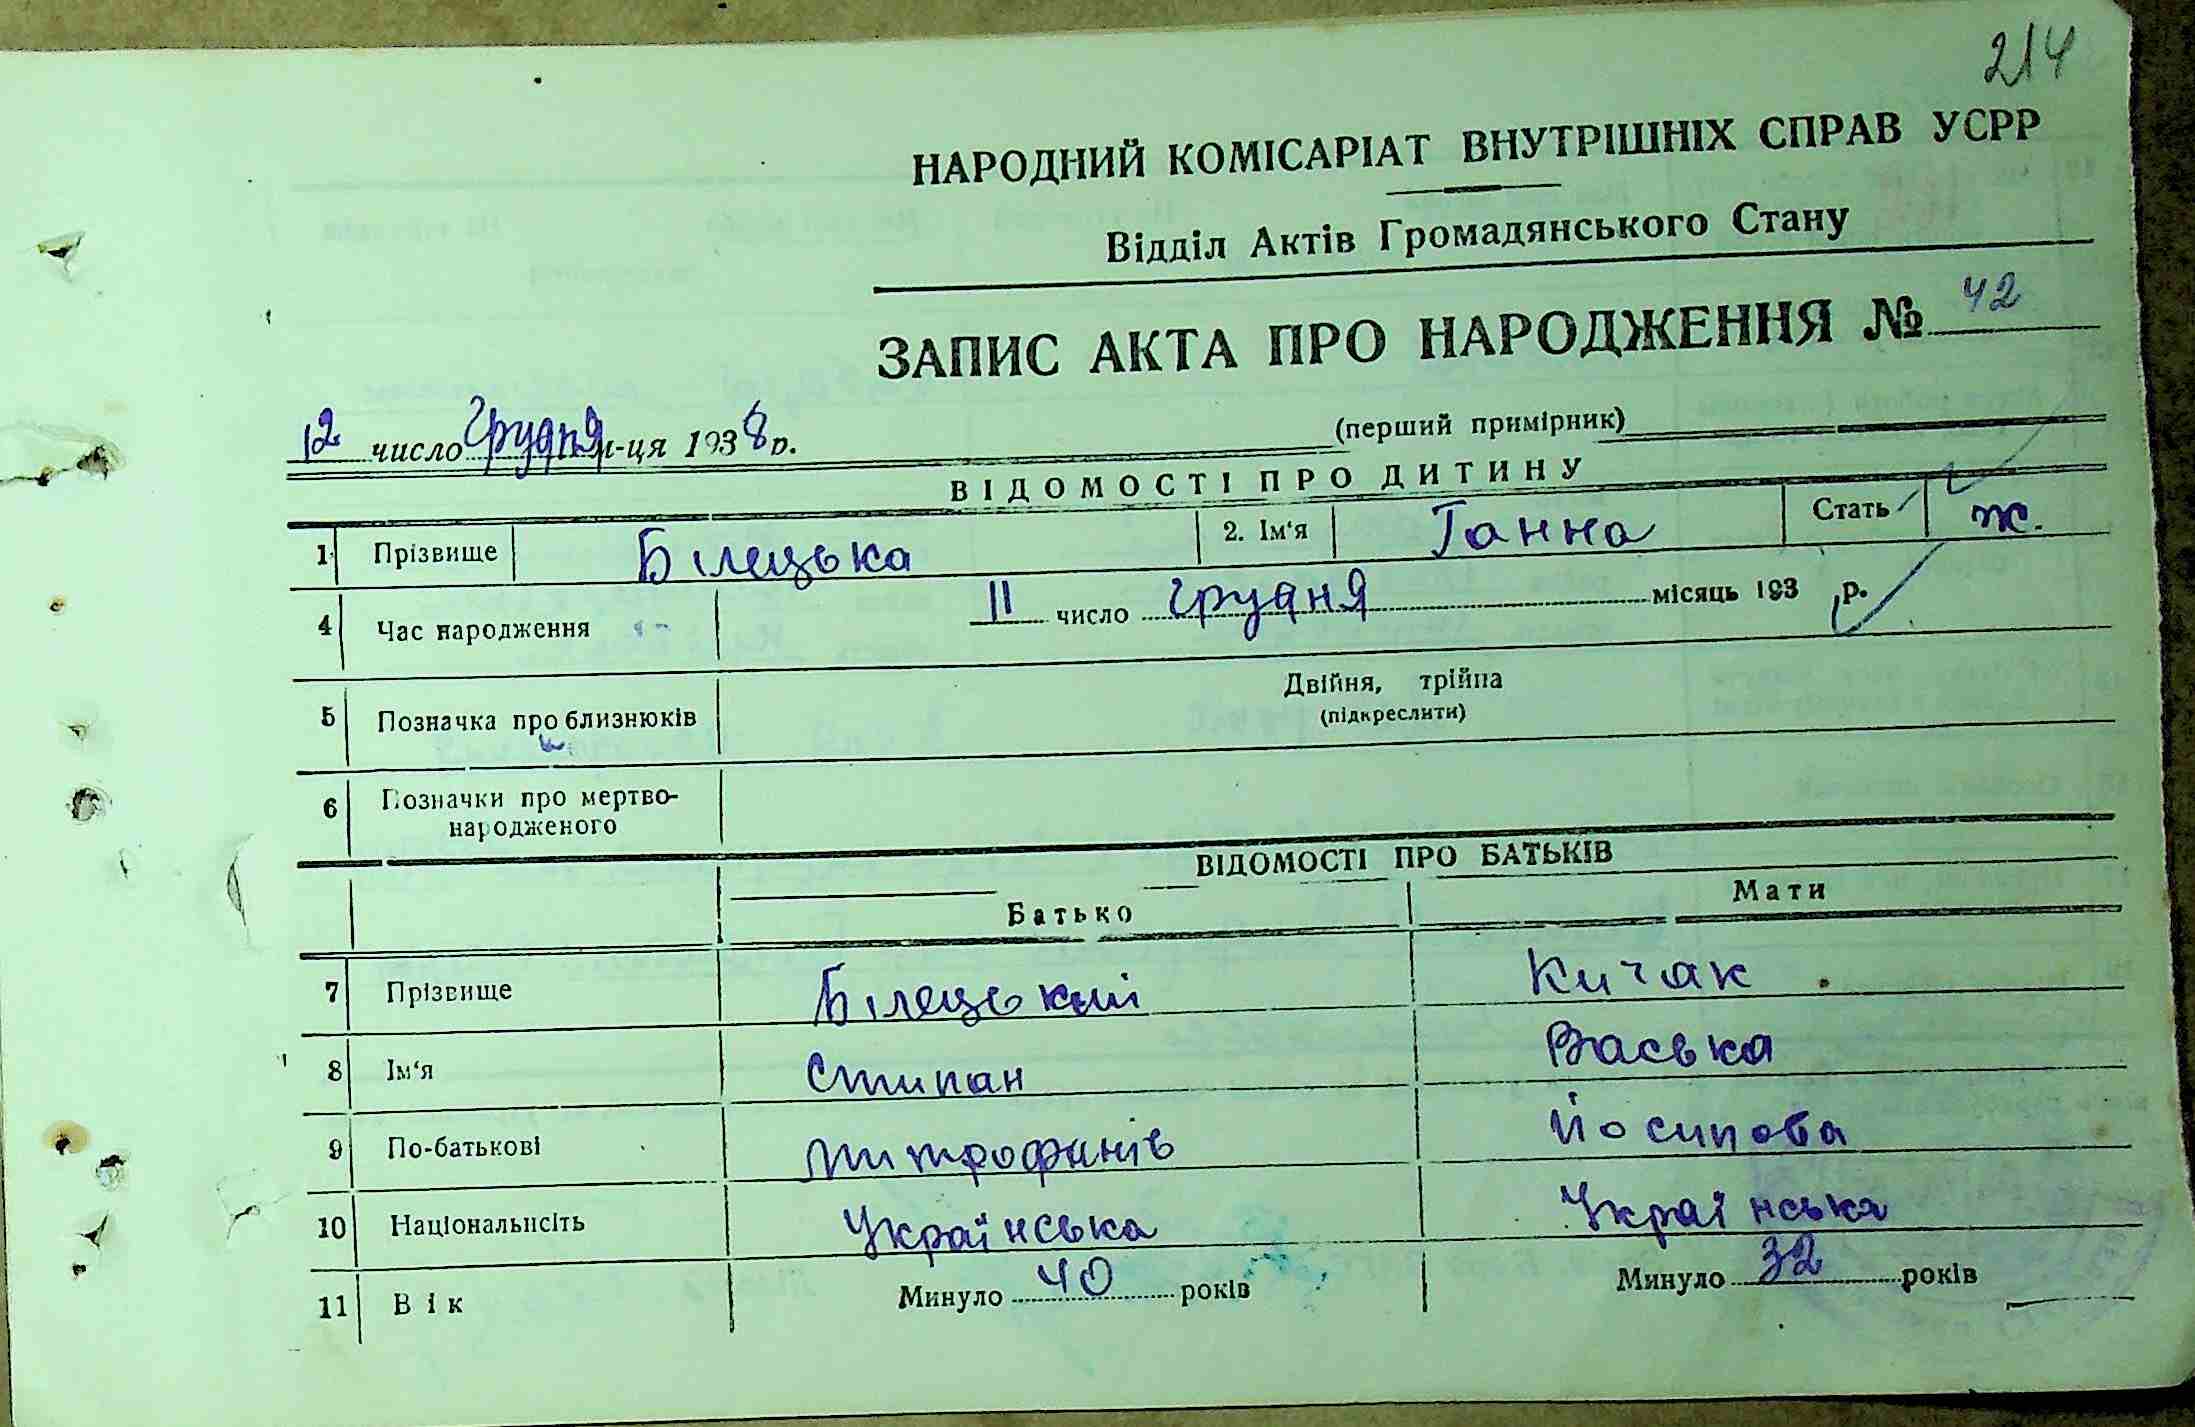 214
НАРОДНИЙ КОМІСАРІАТ ВНУТРІШНІХ СПРАВ УСРР
Відділ Актів Громадянського Стану
ЗАПИС АКТА ПРО НАРОДЖЕННЯ № 42
12 число Грудня м-ця 1938 р. (перший примірник)
ВІДОМОСТІ ПРО ДИТИНУ
1 Прізвище Білецька 2. Ім'я Ганна Стать ж.
4 Час народження 11 число грудня місяць 193 р.
5 Позначка про близнюків Двійня, трійна
(підкреслити)
6 Позначки про мертво-
народженого
ВІДОМОСТІ ПРО БАТЬКІВ
Батько Мати
7 Прізвище Білецький Кичак
8 Ім'я Стипан Васька
9 По-батькові Митрофанів Йосипова
10 Національність Українська Українська
11 Вік Минуло 40 років Минуло 32 років